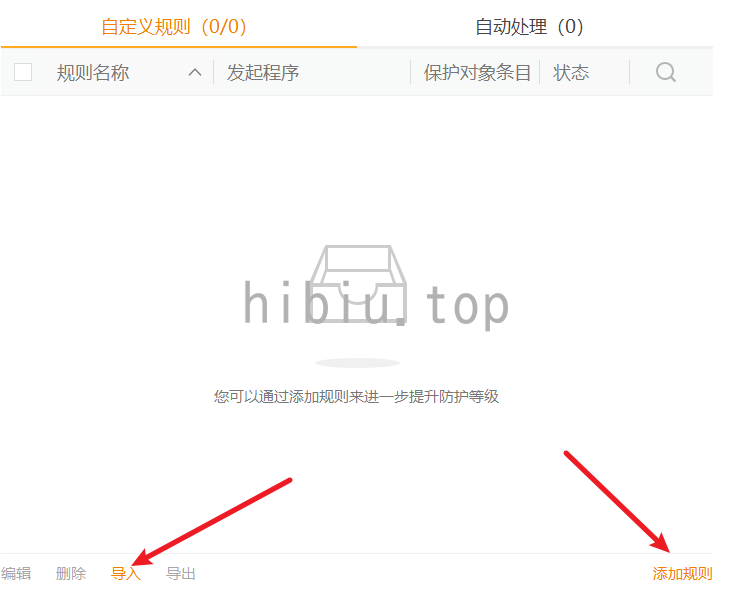 自定义规则（0/0） 自动处理（0）
规则名称 发起程序 保护对象条目 状态
hibiu.top
您可以通过添加规则来进一步提升防护等级
编辑 删除 导入 导出 添加规则